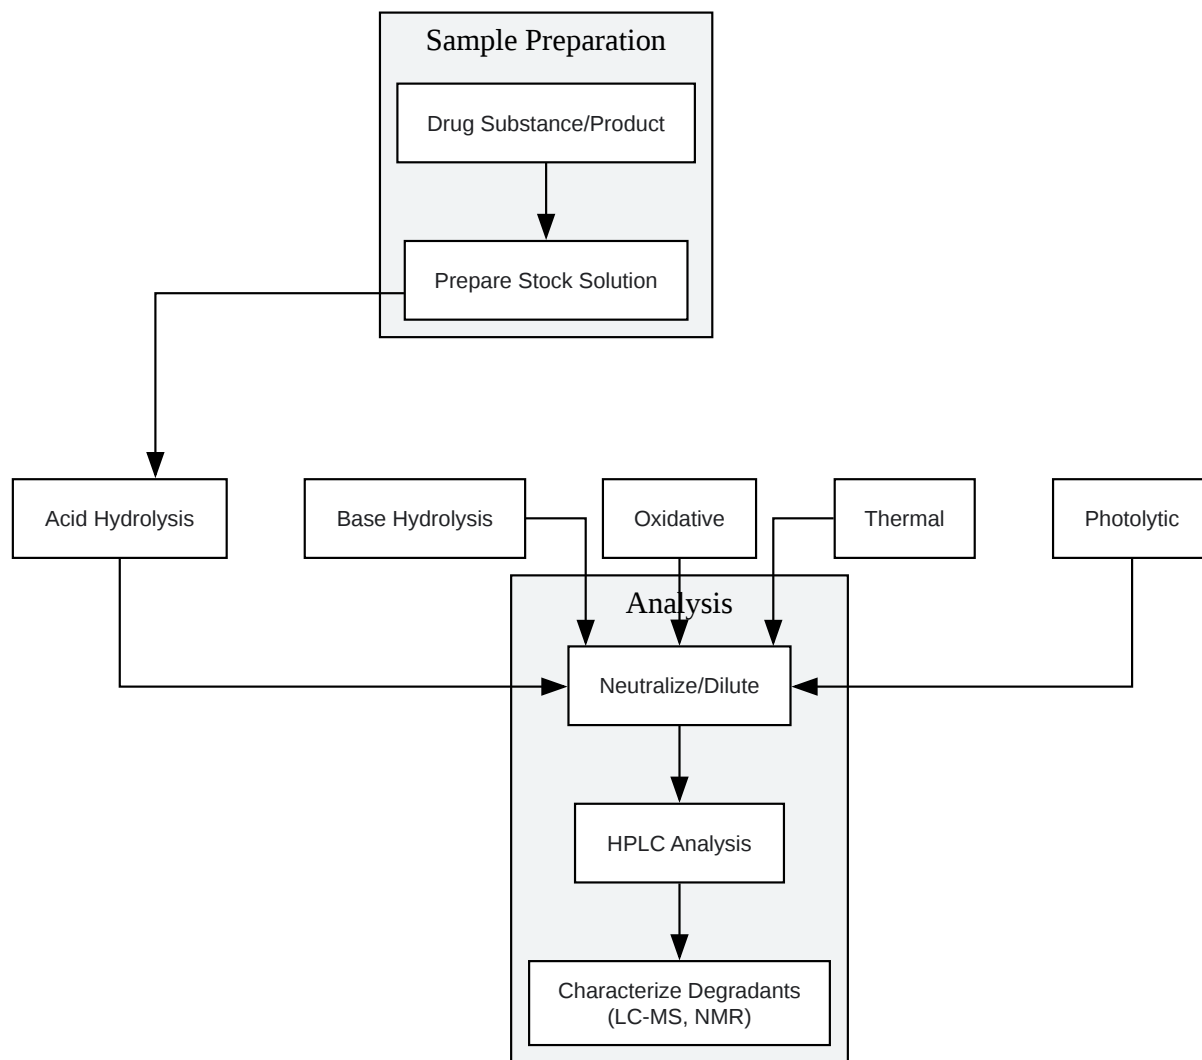 Sample Preparation
Drug Substance/Product
Prepare Stock Solution
Acid Hydrolysis
Base Hydrolysis
Oxidative
Thermal
Photolytic
Analysis
Neutralize/Dilute
HPLC Analysis
Characterize Degradants
(LC-MS, NMR)